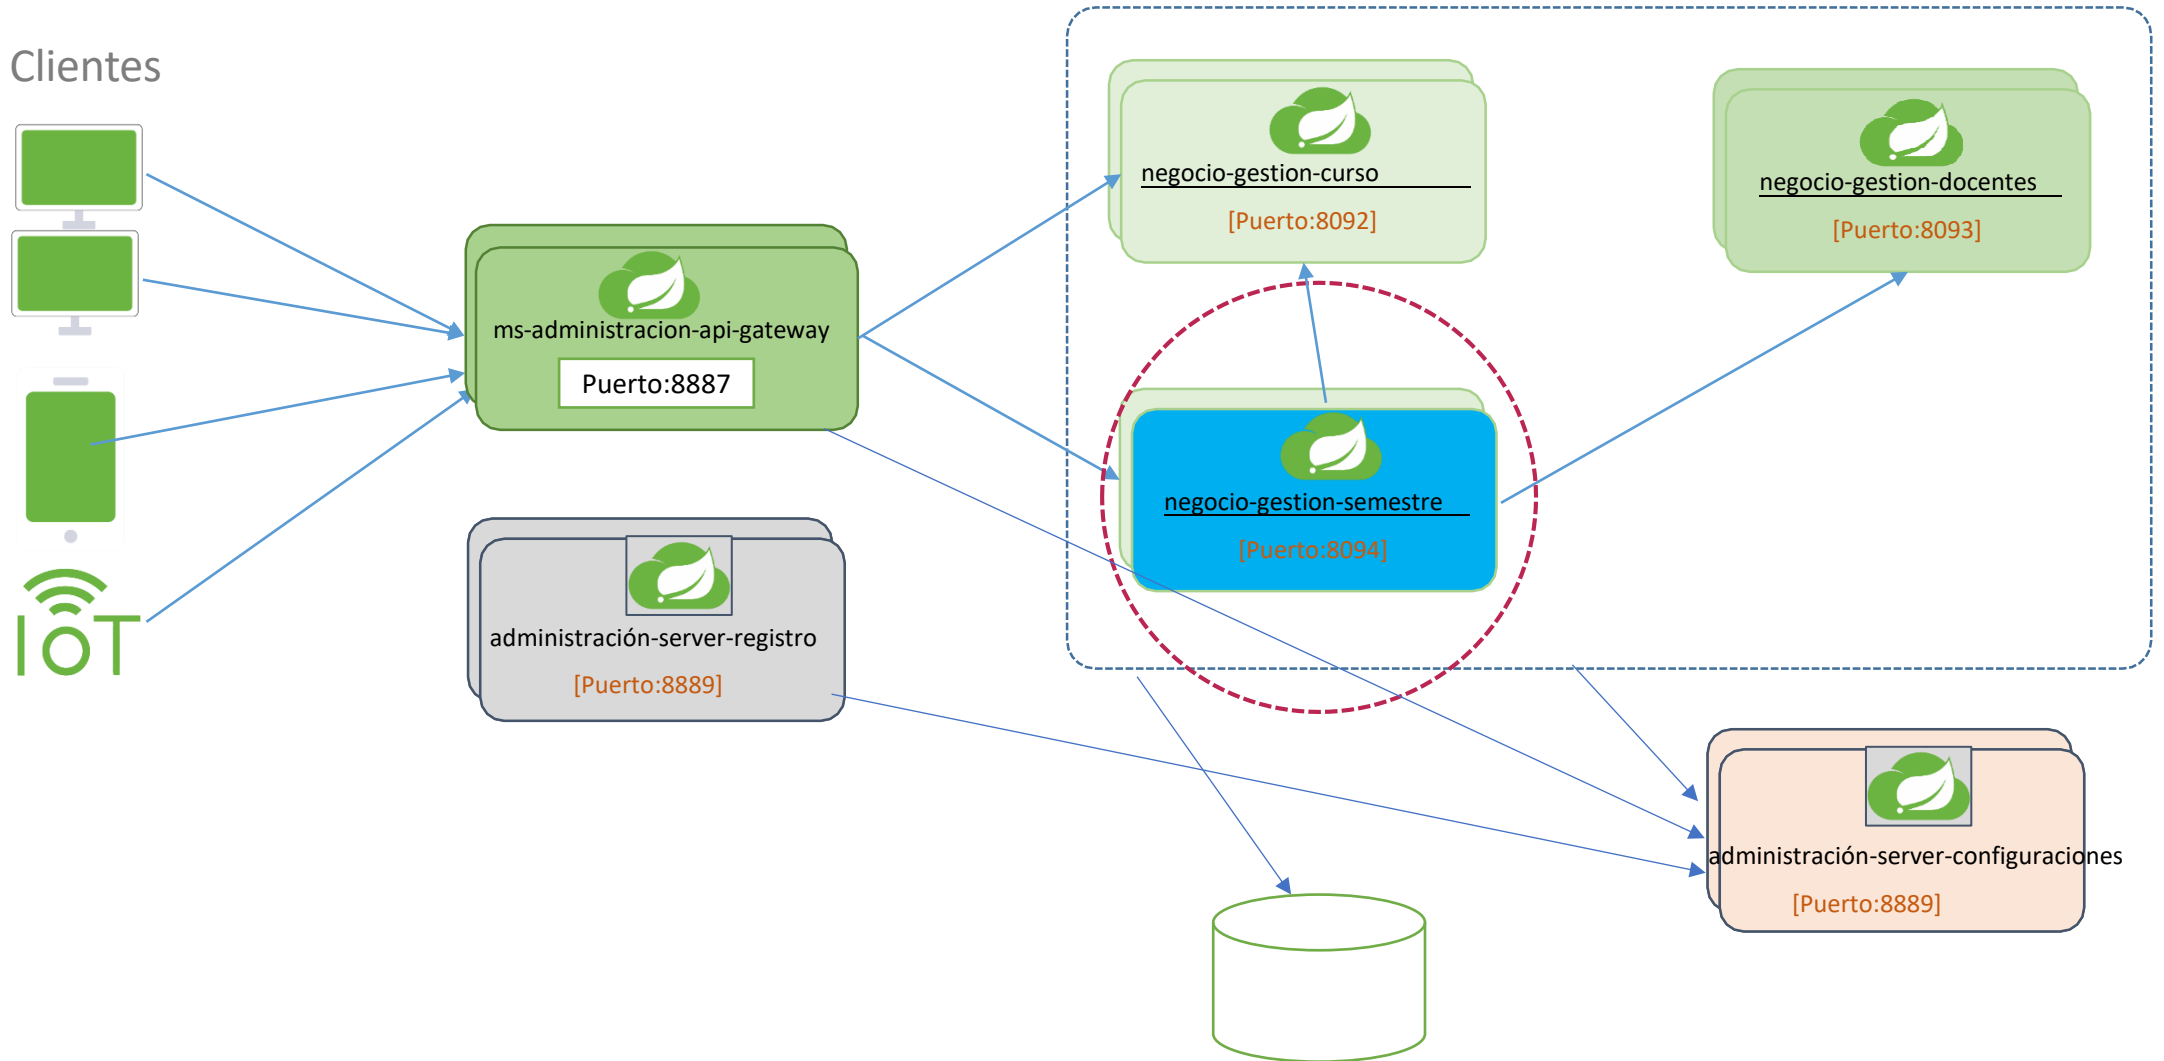 Clientes
negocio-gestion-curso
[Puerto:8092]
negocio-gestion-docentes
[Puerto:8093]
ms-administracion-api-gateway
Puerto:8887
negocio-gestion-semestre
[Puerto:8094]
IoT
administración-server-registro
[Puerto:8889]
administración-server-configuraciones
[Puerto:8889]